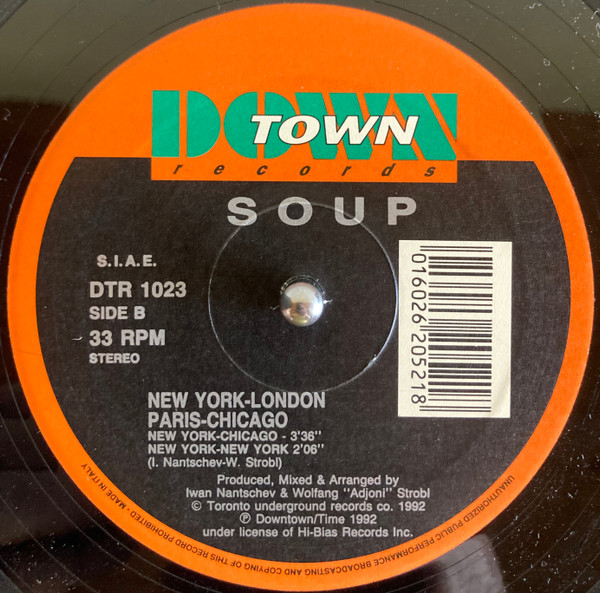 DOWN
TOWN
records
SOUP
S.I.A.E.
DTR 1023
SIDE B
33 RPM
STEREO
016026 205218
NEW YORK-LONDON
PARIS-CHICAGO
NEW YORK-CHICAGO - 3'36"
NEW YORK-NEW YORK 2'06"
(I. Nantschev-W. Strobl)
Produced, Mixed & Arranged by
Iwan Nantschev & Wolfang "Adjoni" Strobl
© Toronto underground records co. 1992
℗ Downtown/Time 1992
under license of Hi-Bias Records Inc.
UNAUTHORIZED PUBLIC PERFORMANCE BROADCASTING AND COPYING OF THIS RECORD PROHIBITED - MADE IN ITALY